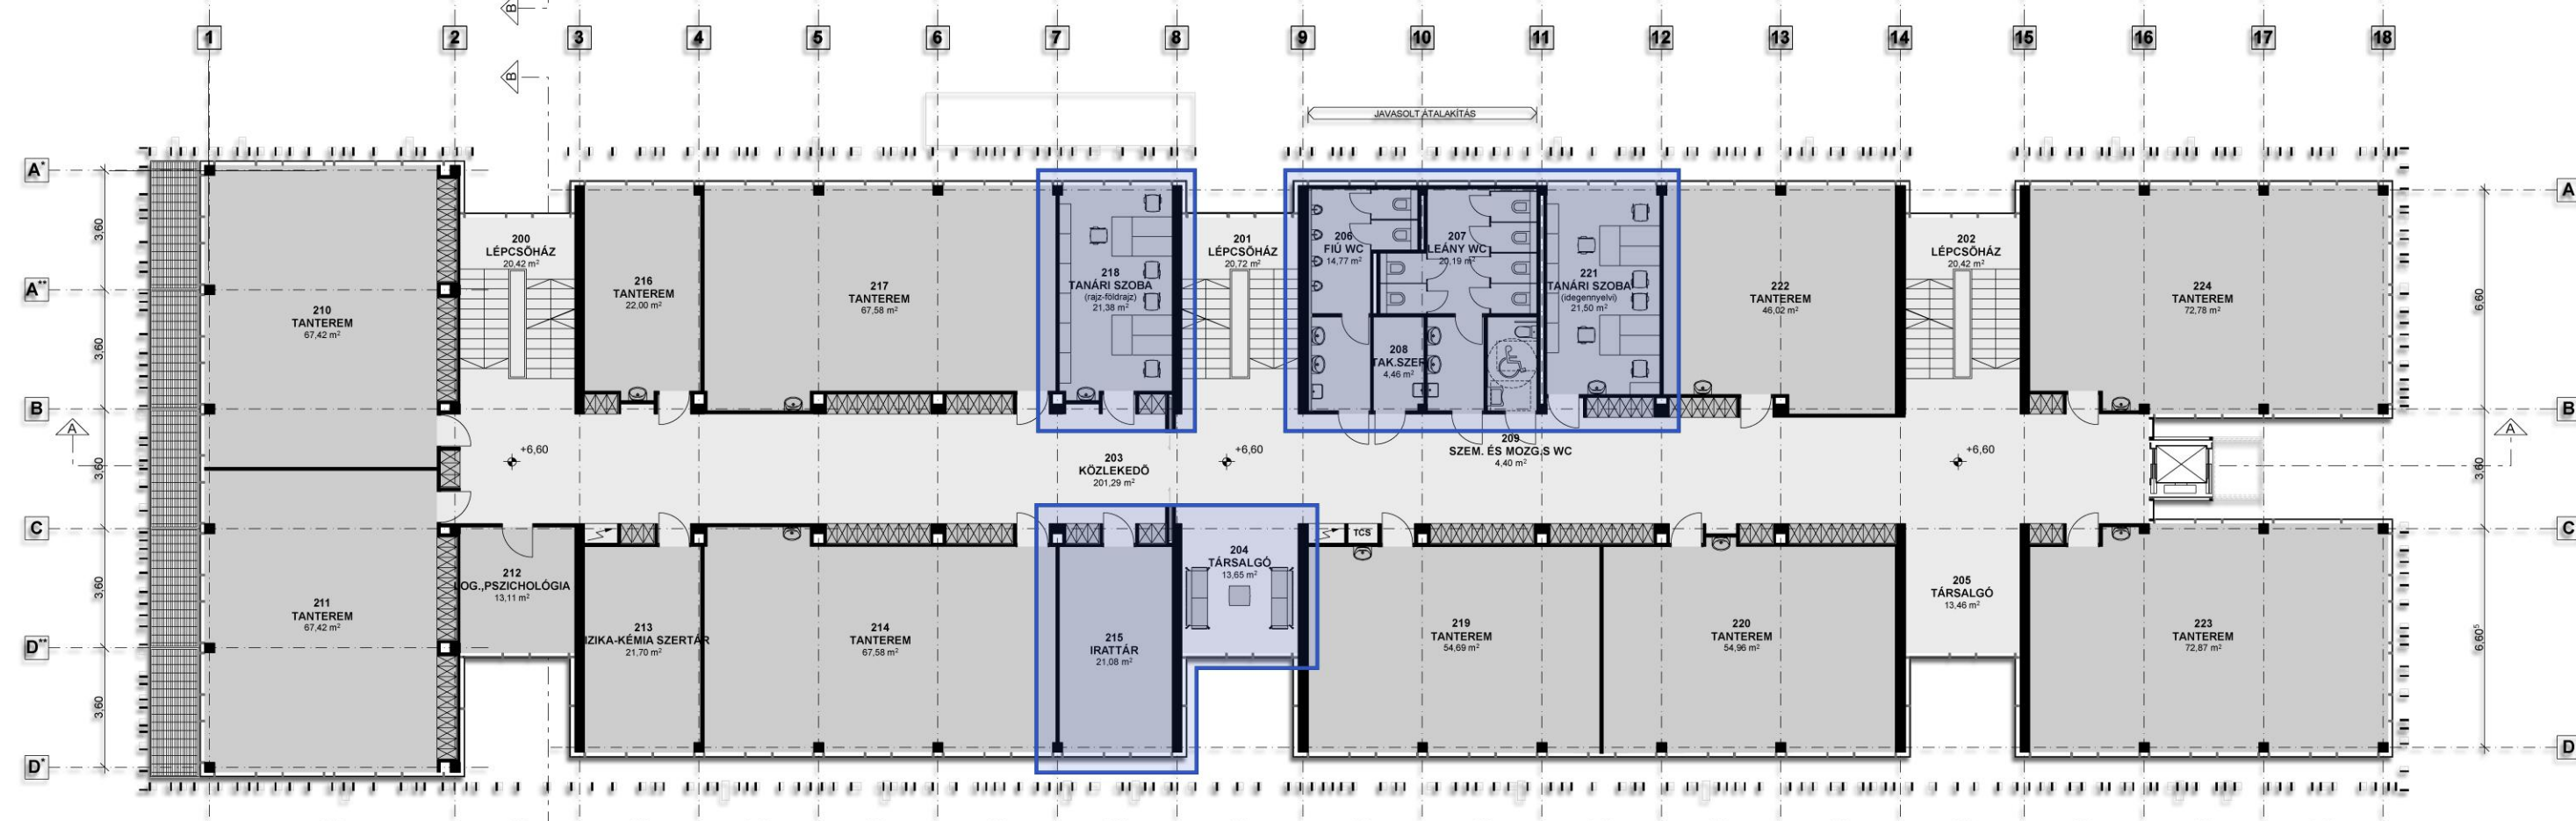 B
1
2
3
4
5
6
7
8
9
10
11
12
13
14
15
16
17
18
B
JAVASOLT ÁTALAKÍTÁS
A*
A
3,60
200
LÉPCSŐHÁZ
20,42 m²
201
LÉPCSŐHÁZ
20,72 m²
206
FIÚ WC
14,77 m²
207
LEÁNY WC
20,19 m²
202
LÉPCSŐHÁZ
20,42 m²
A**
210
TANTEREM
67,42 m²
216
TANTEREM
22,00 m²
217
TANTEREM
67,58 m²
218
TANÁRI SZOBA
(rajz-földrajz)
21,38 m²
221
TANÁRI SZOBA
(idegennyelvi)
21,50 m²
222
TANTEREM
46,02 m²
224
TANTEREM
72,78 m²
6,60
3,60
208
TAK.SZER
4,46 m²
B
B
A
A
3,60
+6,60
203
KÖZLEKEDŐ
201,29 m²
+6,60
209
SZEM. ÉS MOZG.S WC
4,40 m²
+6,60
3,60
C
C
TCS
3,60
212
LOG.,PSZICHOLÓGIA
13,11 m²
204
TÁRSALGÓ
13,65 m²
205
TÁRSALGÓ
13,46 m²
211
TANTEREM
67,42 m²
213
IZIKA-KÉMIA SZERTÁR
21,70 m²
214
TANTEREM
67,58 m²
215
IRATTÁR
21,08 m²
219
TANTEREM
54,69 m²
220
TANTEREM
54,96 m²
223
TANTEREM
72,87 m²
6,60⁵
D**
3,60
D
D*